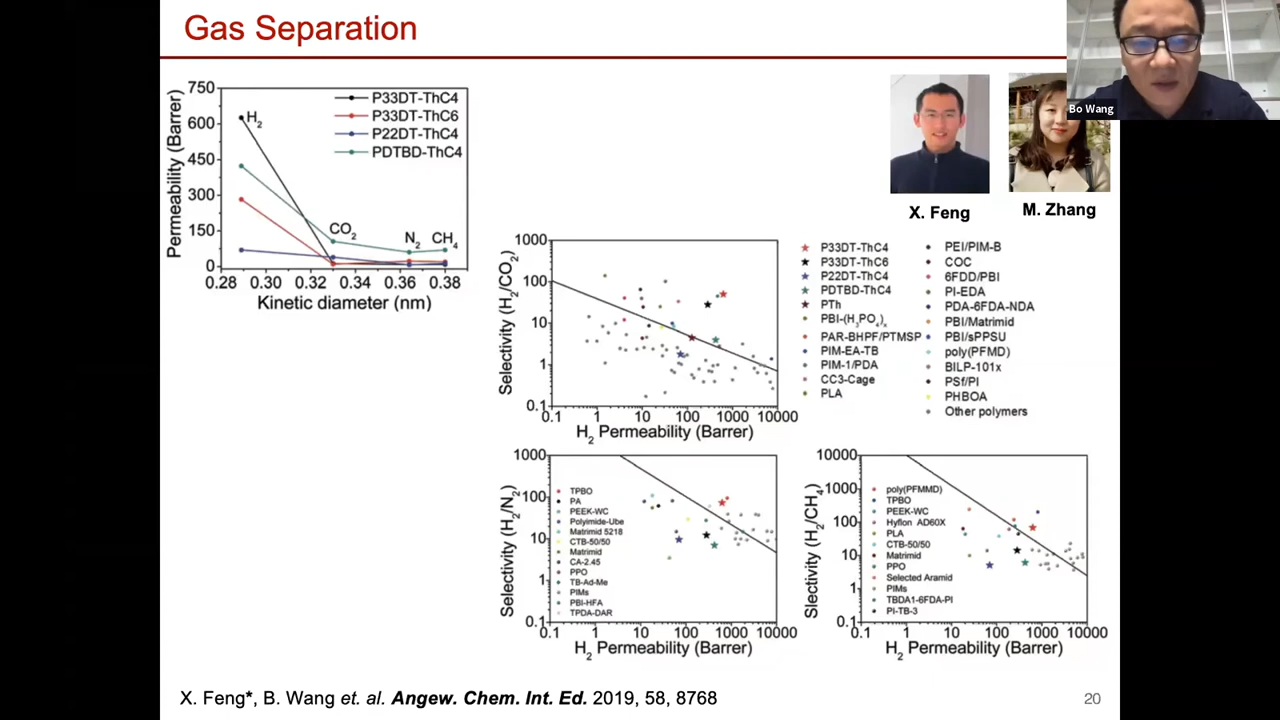 Gas Separation
Bo Wang
X. Feng
M. Zhang
Permeability (Barrer)
750
600
450
300
150
0
P33DT-ThC4
P33DT-ThC6
P22DT-ThC4
PDTBD-ThC4
H2
CO2
N2
CH4
0.28 0.30 0.32 0.34 0.36 0.38
Kinetic diameter (nm)
Selectivity (H2/CO2)
1000
100
10
1
0.1
0.1 1 10 100 1000 10000
H2 Permeability (Barrer)
P33DT-ThC4
P33DT-ThC6
P22DT-ThC4
PDTBD-ThC4
PTh
PBI-(H3PO4)x
PAR-BHPF/PTMSP
PIM-EA-TB
PIM-1/PDA
CC3-Cage
PLA
PEI/PIM-B
COC
6FDD/PBI
PI-EDA
PDA-6FDA-NDA
PBI/Matrimid
PBI/sPPSU
poly(PFMD)
BILP-101x
PSf/PI
PHBOA
Other polymers
Selectivity (H2/N2)
1000
100
10
1
0.1
TPBO
PA
PEEK-WC
Polyimide-Ube
Matrimid 5218
CTB-50/50
Matrimid
CA-2.45
PPO
TB-Ad-Me
PIMs
PBI-HFA
TPDA-DAR
0.1 1 10 100 1000 10000
H2 Permeability (Barrer)
Slectivity (H2/CH4)
10000
1000
100
10
1
0.1
poly(PFMMD)
TPBO
PEEK-WC
Hyflon AD60X
PLA
CTB-50/50
Matrimid
PPO
Selected Aramid
PIMs
TBDA1-6FDA-PI
PI-TB-3
0.1 1 10 100 1000 10000
H2 Permeability (Barrer)
X. Feng*, B. Wang et. al. Angew. Chem. Int. Ed. 2019, 58, 8768
20